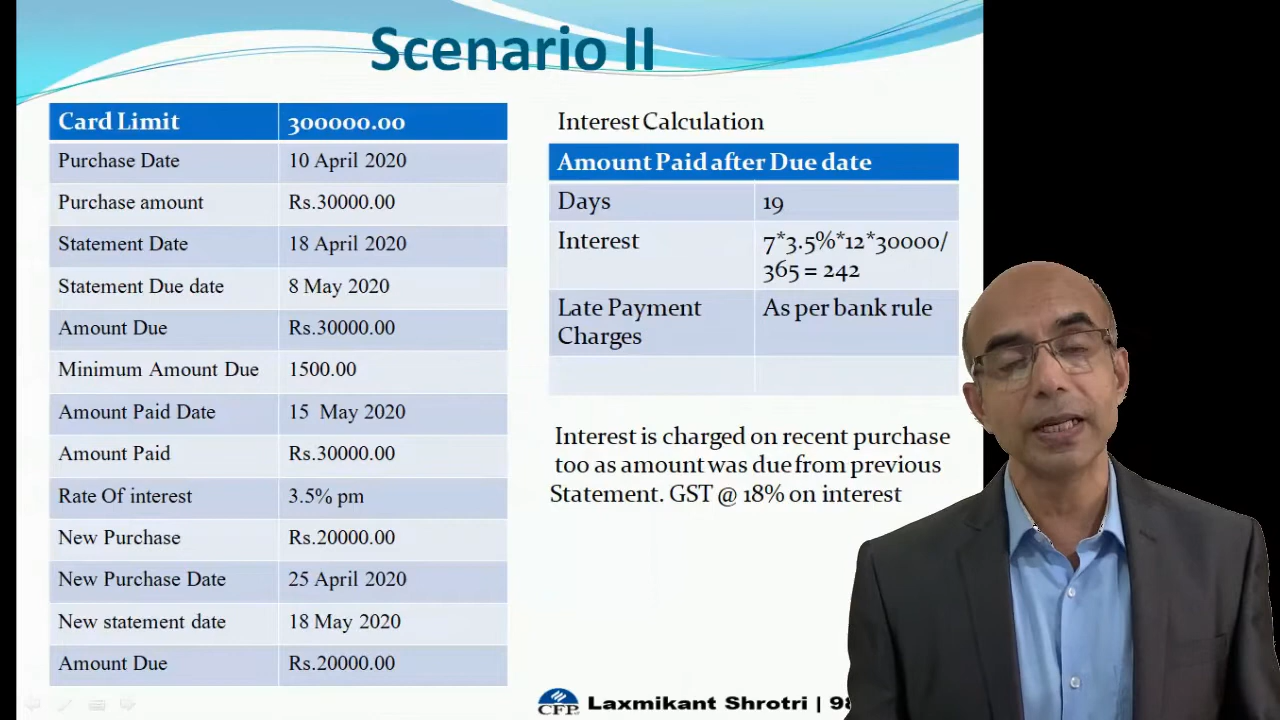 Scenario II
Card Limit 300000.00
Purchase Date 10 April 2020
Purchase amount Rs.30000.00
Statement Date 18 April 2020
Statement Due date 8 May 2020
Amount Due Rs.30000.00
Minimum Amount Due 1500.00
Amount Paid Date 15 May 2020
Amount Paid Rs.30000.00
Rate Of interest 3.5% pm
New Purchase Rs.20000.00
New Purchase Date 25 April 2020
New statement date 18 May 2020
Amount Due Rs.20000.00
Interest Calculation
Amount Paid after Due date
Days 19
Interest 7*3.5%*12*30000/
365 = 242
Late Payment As per bank rule
Charges
Interest is charged on recent purchase
too as amount was due from previous
Statement. GST @ 18% on interest
CFP Laxmikant Shrotri | 98